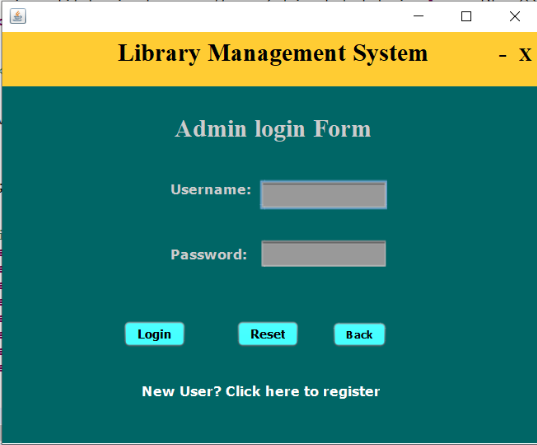 Library Management System - X
Admin login Form
Username:
Password:
Login Reset Back
New User? Click here to register